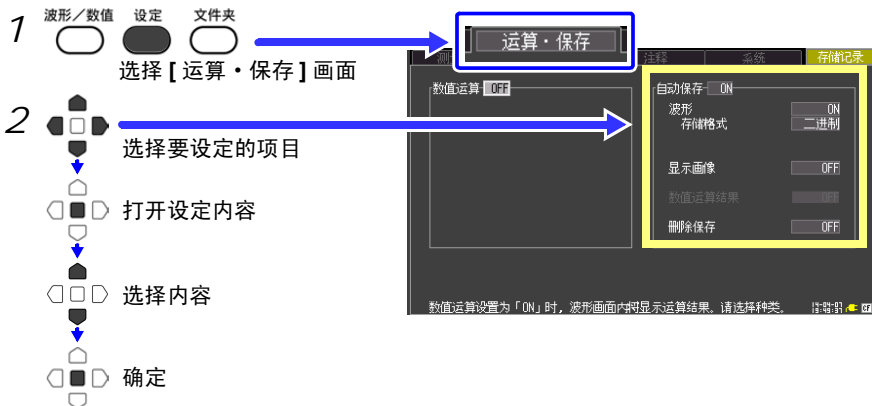 1
波形／数值 设定 文件夹
选择 [ 运算・保存 ] 画面
2
选择要设定的项目
打开设定内容
选择内容
确定
运算・保存
注释 系统 存储记录
数值运算 OFF
自动保存 ON
波形 ON
存储格式 二进制
显示画像 OFF
数值运算结果 OFF
删除保存 OFF
数值运算设置为「ON」时, 波形画面内将显示运算结果。请选择种类。